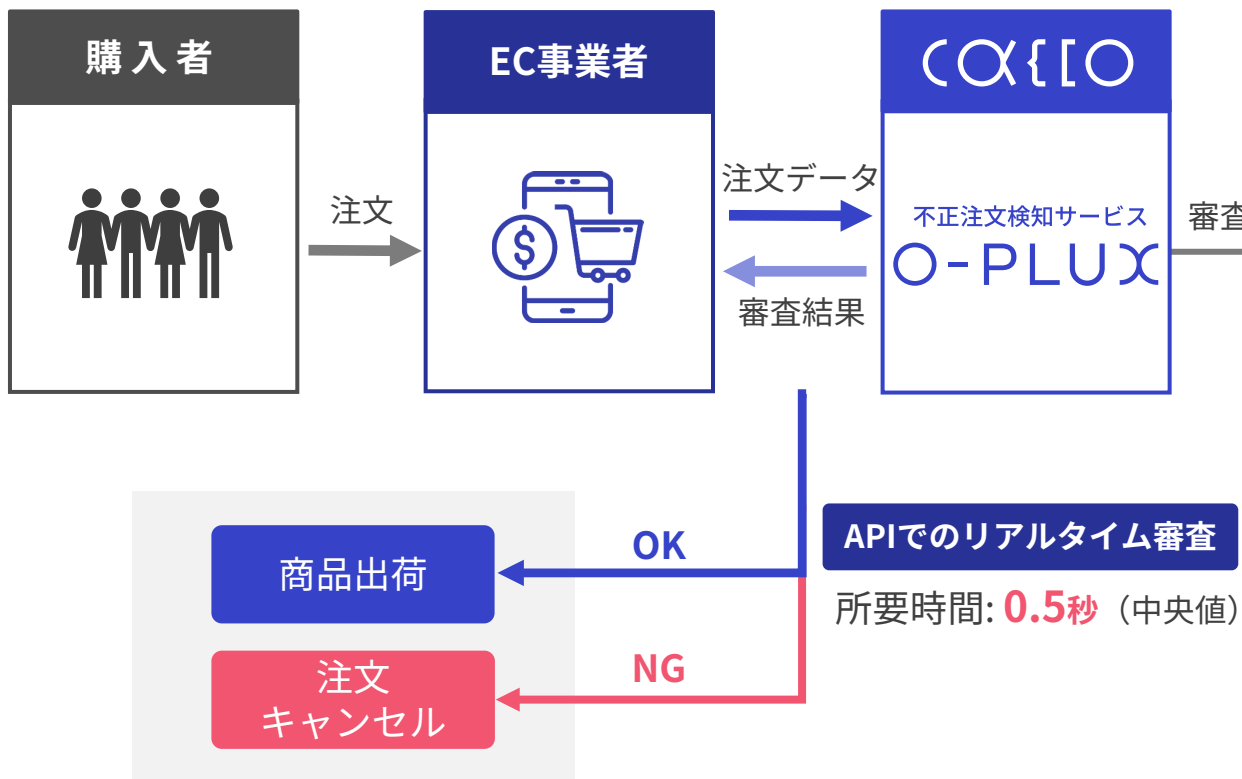 購入者
EC事業者
cacco
注文
注文データ
審査結果
不正注文検知サービス
O-PLUX
審査
OK
商品出荷
NG
注文
キャンセル
APIでのリアルタイム審査
所要時間: 0.5秒（中央値）
$